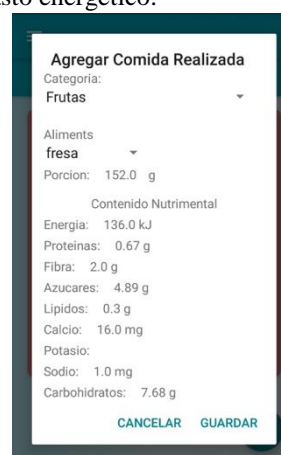 gasto energético.
Agregar Comida Realizada
Categoria:
Frutas
Aliments
fresa
Porcion: 152.0 g
Contenido Nutrimental
Energia: 136.0 kJ
Proteinas: 0.67 g
Fibra: 2.0 g
Azucares: 4.89 g
Lipidos: 0.3 g
Calcio: 16.0 mg
Potasio:
Sodio: 1.0 mg
Carbohidratos: 7.68 g
CANCELAR GUARDAR